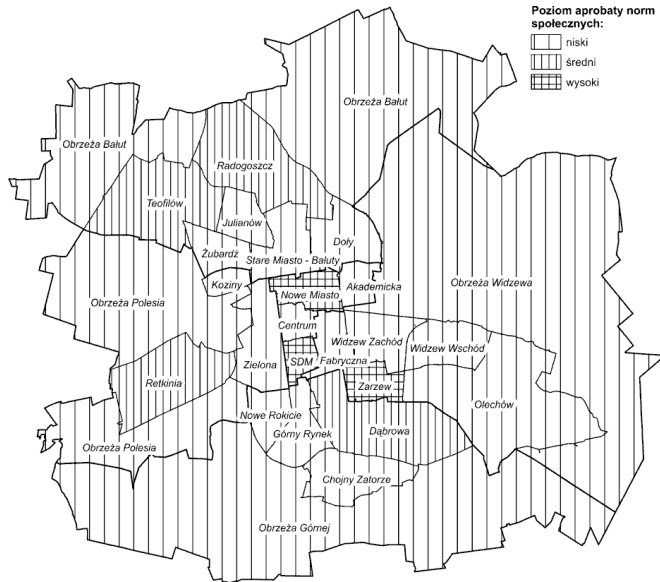 Poziom aprobaty norm
społecznych:
niski
średni
wysoki
Obrzeża Bałut
Obrzeża Bałut
Radogoszcz
Teofilów
Julianów
Doły
Żubardź
Stare Miasto - Bałuty
Koziny
Akademicka
Obrzeża Widzewa
Nowe Miasto
Obrzeża Polesia
Centrum
Widzew Zachód
Widzew Wschód
Zielona
SDM
Fabryczna
Retkinia
Zarzew
Olechów
Nowe Rokicie
Górny Rynek
Dąbrowa
Obrzeża Polesia
Chojny Zatorze
Obrzeża Górnej